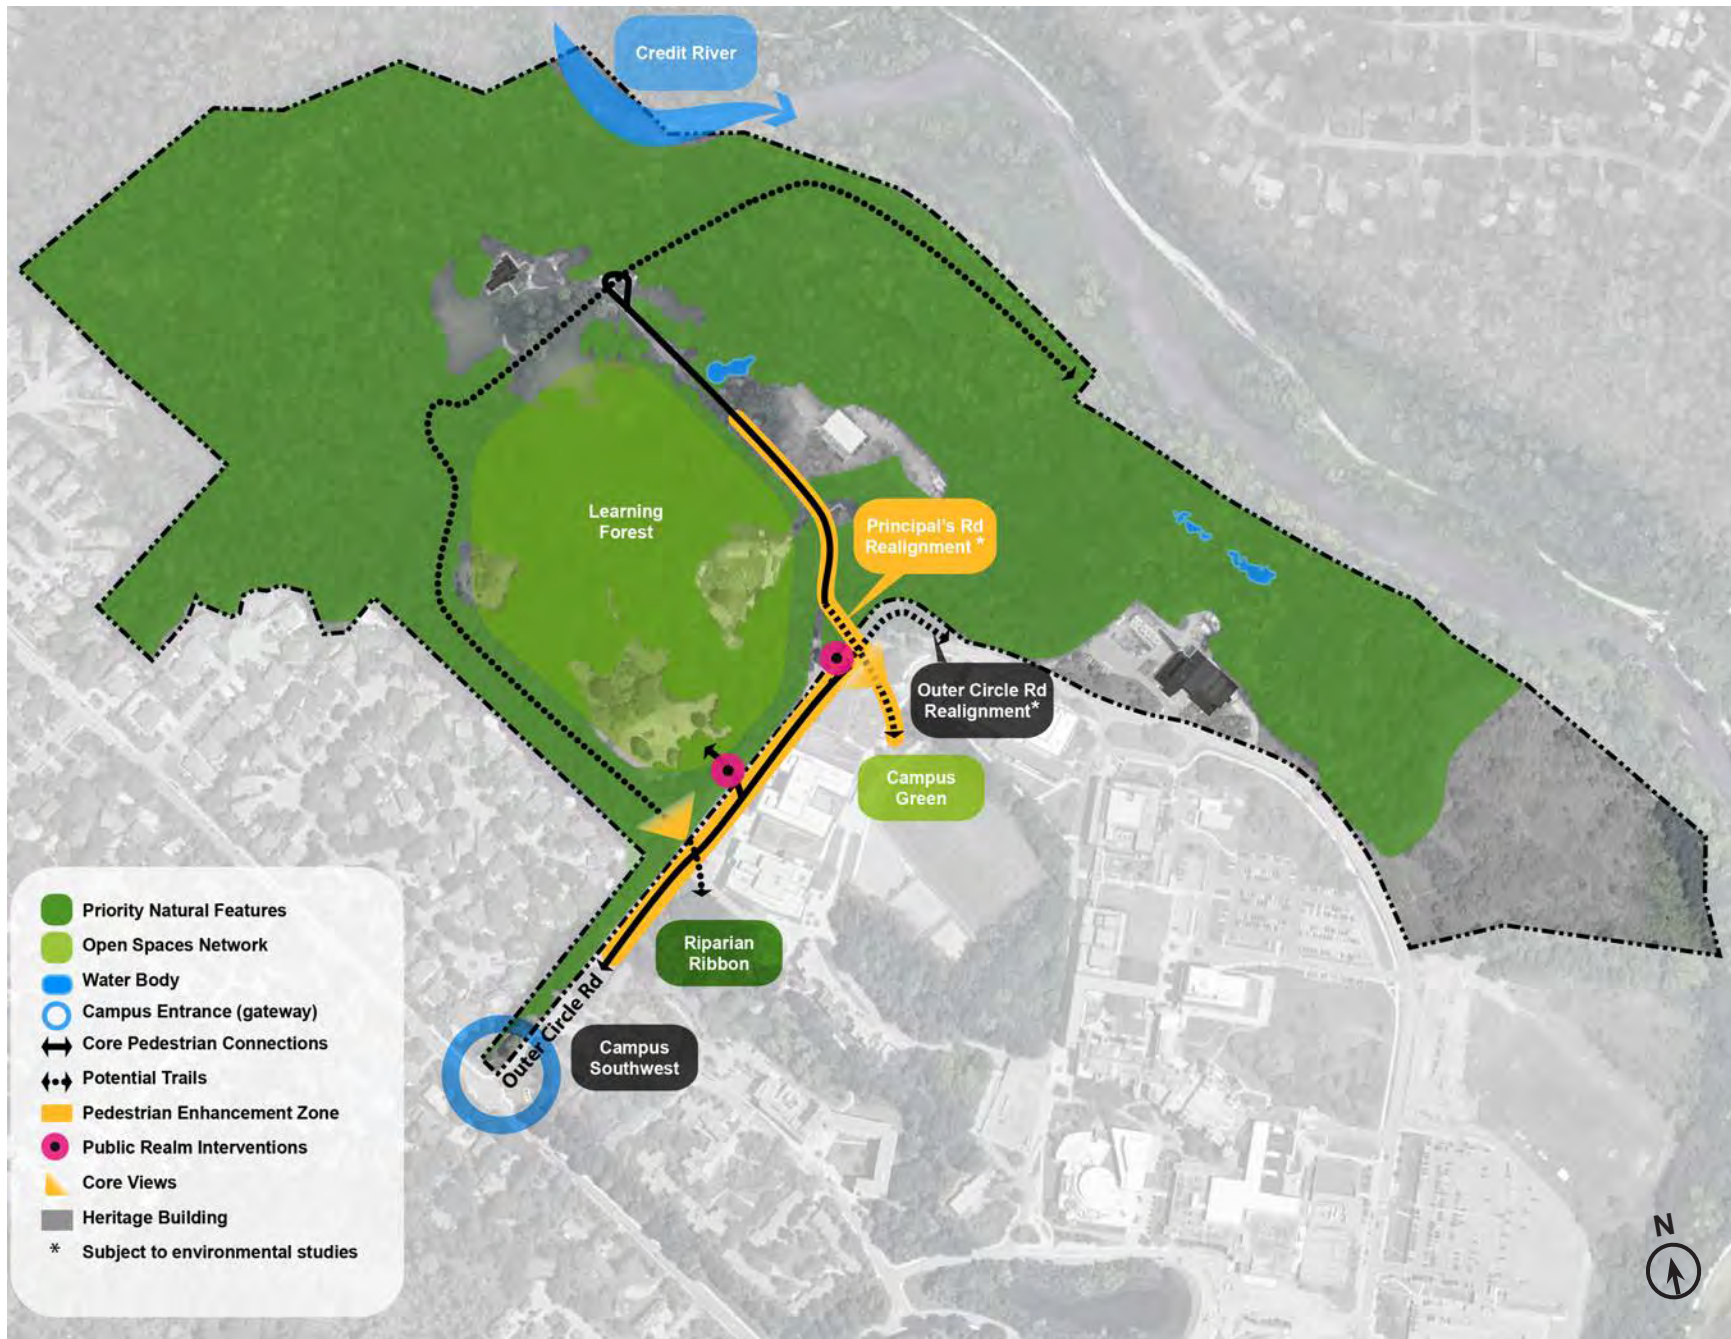 Credit River
Learning
Forest
Principal's Rd
Realignment *
Outer Circle Rd
Realignment*
Campus
Green
Riparian
Ribbon
Outer Circle Rd
Campus
Southwest
Priority Natural Features
Open Spaces Network
Water Body
Campus Entrance (gateway)
Core Pedestrian Connections
Potential Trails
Pedestrian Enhancement Zone
Public Realm Interventions
Core Views
Heritage Building
* Subject to environmental studies
N